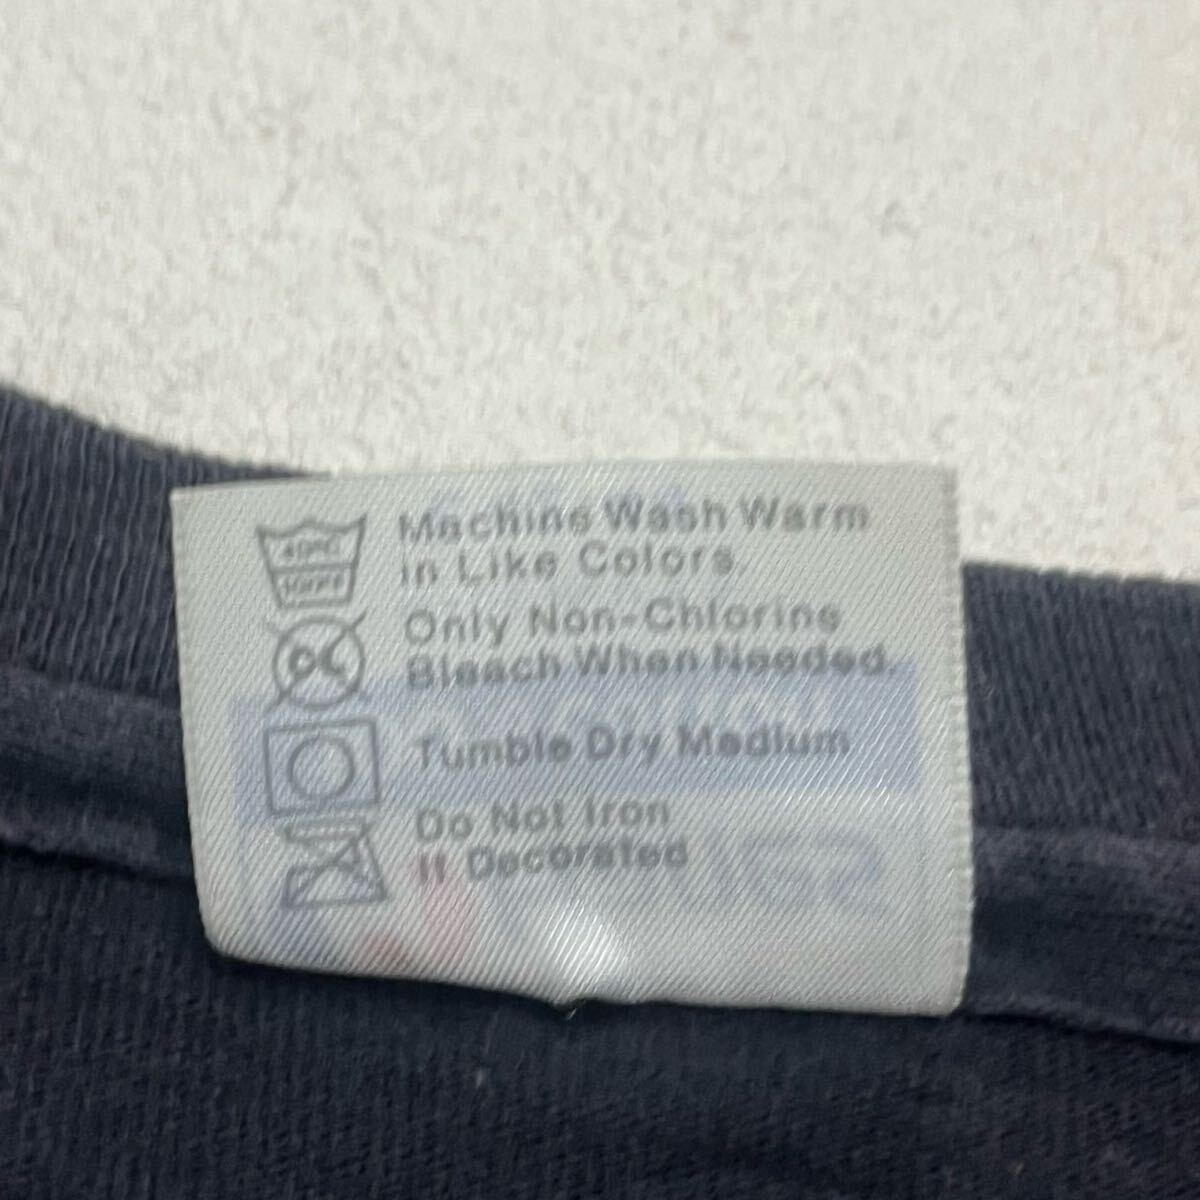 Machine Wash Warm
in Like Colors.
Only Non-Chlorine
Bleach When Needed.
Tumble Dry Medium
Do Not Iron
If Decorated